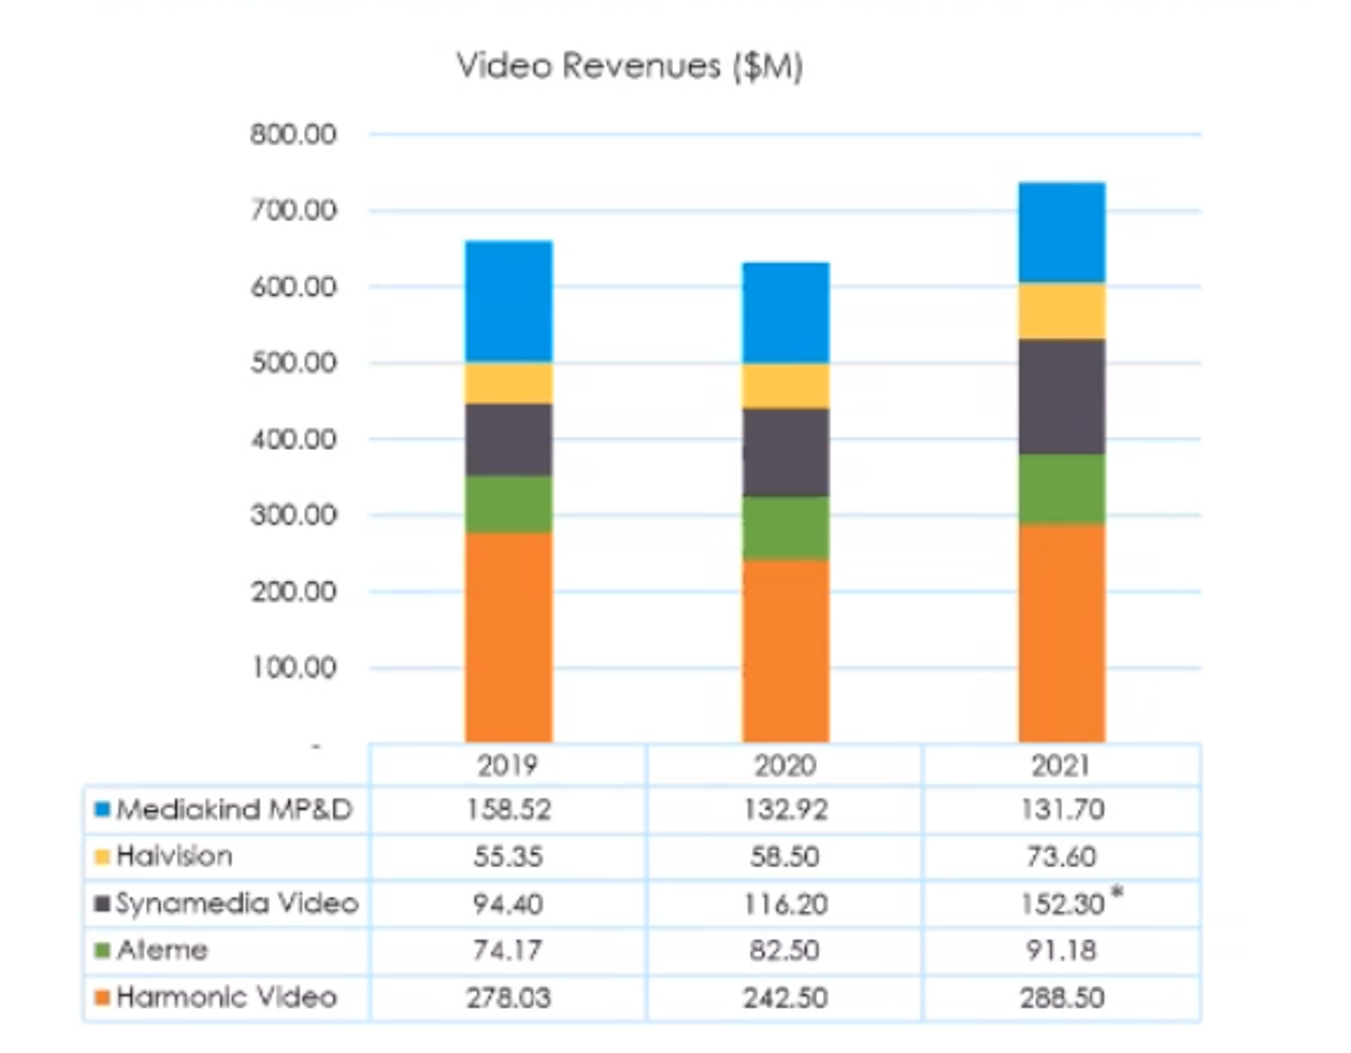 Video Revenues ($M)
800.00
700.00
600.00
500.00
400.00
300.00
200.00
100.00
-
2019 2020 2021
Mediakind MP&D 158.52 132.92 131.70
Haivision 55.35 58.50 73.60
Synamedia Video 94.40 116.20 152.30 *
Ateme 74.17 82.50 91.18
Harmonic Video 278.03 242.50 288.50